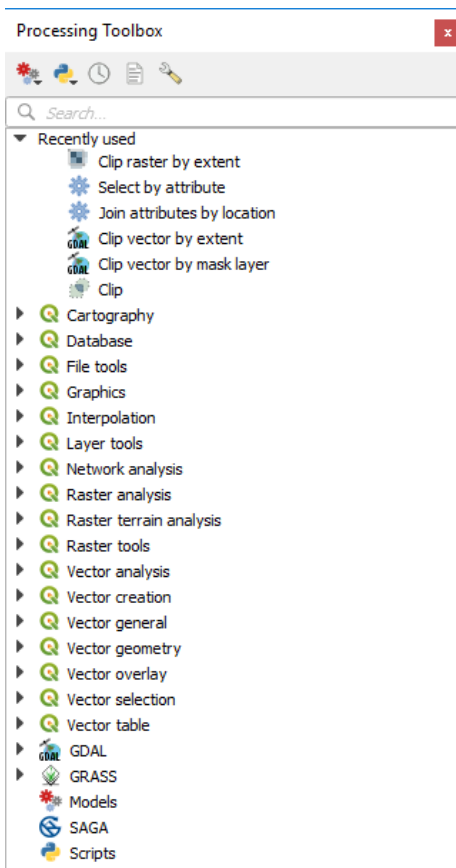 Processing Toolbox
x
Search...
Recently used
Clip raster by extent
Select by attribute
Join attributes by location
GDAL Clip vector by extent
GDAL Clip vector by mask layer
Clip
Cartography
Database
File tools
Graphics
Interpolation
Layer tools
Network analysis
Raster analysis
Raster terrain analysis
Raster tools
Vector analysis
Vector creation
Vector general
Vector geometry
Vector overlay
Vector selection
Vector table
GDAL GDAL
GRASS
Models
SAGA
Scripts